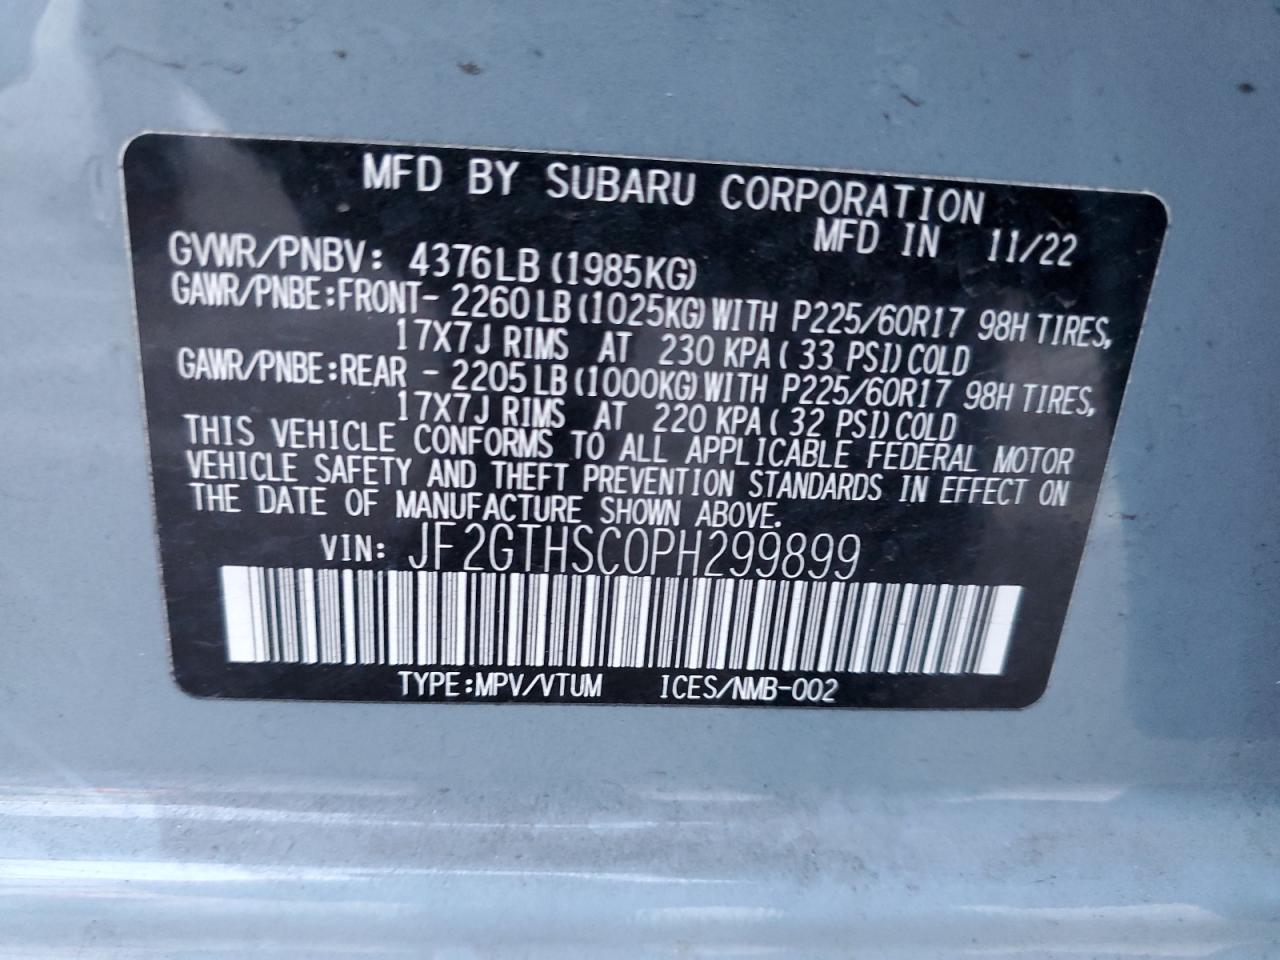 MFD BY SUBARU CORPORATION
MFD IN 11/22
GVWR/PNBV: 4376LB (1985KG)
GAWR/PNBE:FRONT- 2260LB (1025KG) WITH P225/60R17 98H TIRES,
17X7J RIMS AT 230 KPA ( 33 PSI) COLD
GAWR/PNBE:REAR - 2205LB (1000KG) WITH P225/60R17 98H TIRES,
17X7J RIMS AT 220 KPA ( 32 PSI) COLD
THIS VEHICLE CONFORMS TO ALL APPLICABLE FEDERAL MOTOR
VEHICLE SAFETY AND THEFT PREVENTION STANDARDS IN EFFECT ON
THE DATE OF MANUFACTURE SHOWN ABOVE.
VIN: JF2GTHSC0PH299899
TYPE:MPV/VTUM ICES/NMB-002